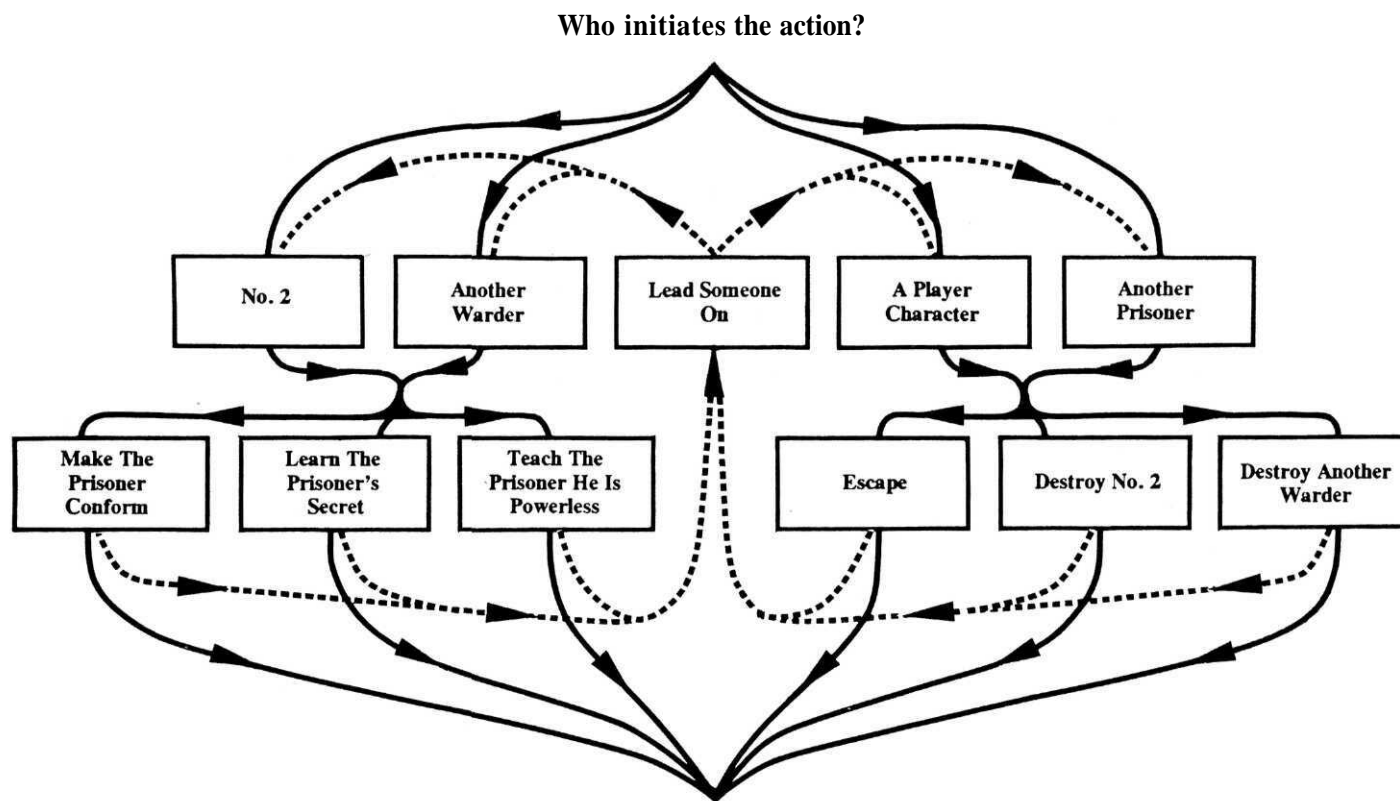 Who initiates the action?
No. 2
Another
Warder
Lead Someone
On
A Player
Character
Another
Prisoner
Make The
Prisoner
Conform
Learn The
Prisoner's
Secret
Teach The
Prisoner He Is
Powerless
Escape
Destroy No. 2
Destroy Another
Warder